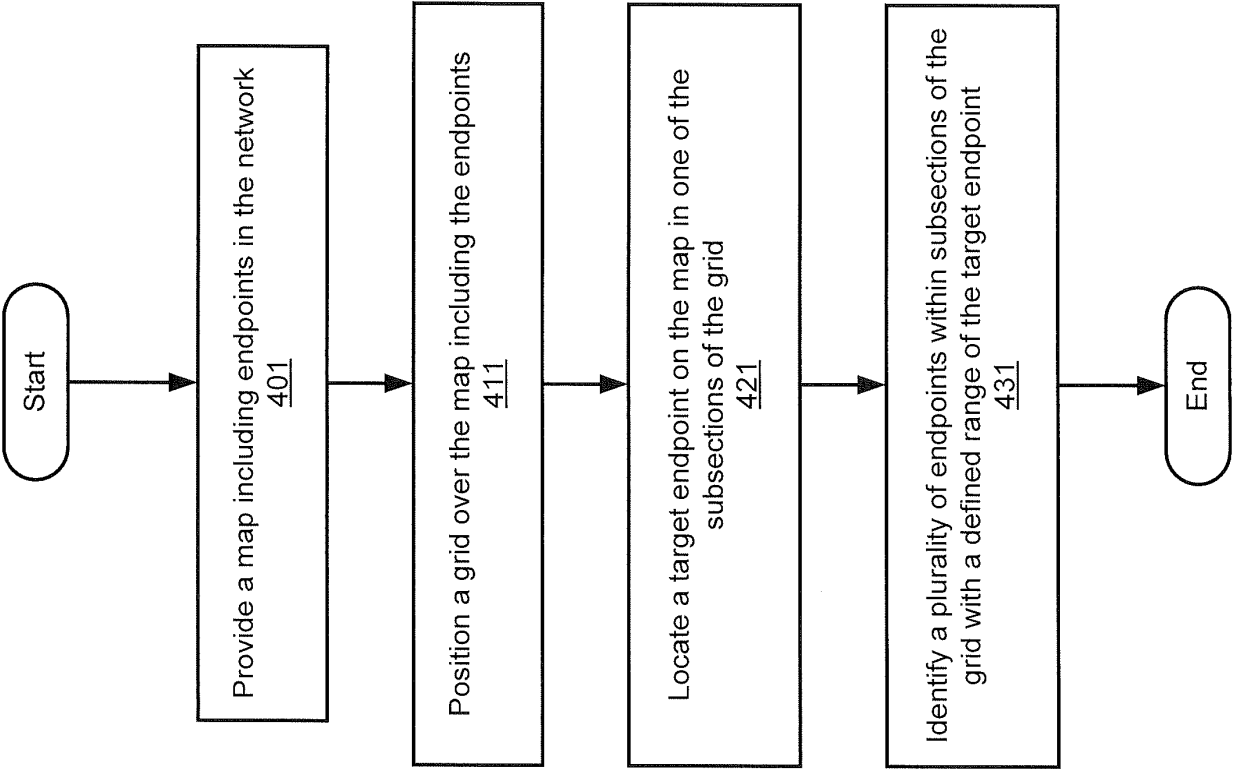 Start
Provide a map including endpoints in the network
401
Position a grid over the map including the endpoints
411
Locate a target endpoint on the map in one of the
subsections of the grid
421
Identify a plurality of endpoints within subsections of the
grid with a defined range of the target endpoint
431
End